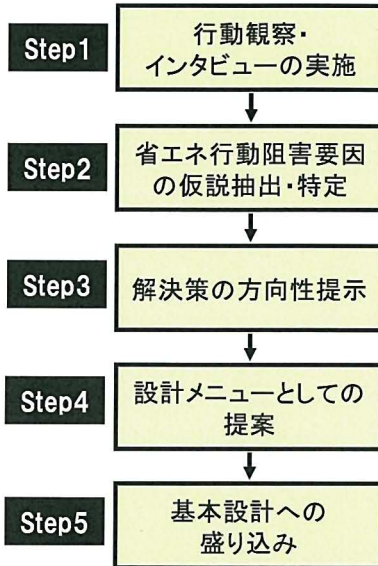 Step1
行動観察・
インタビューの実施
Step2
省エネ行動阻害要因
の仮説抽出・特定
Step3
解決策の方向性提示
Step4
設計メニューとしての
提案
Step5
基本設計への
盛り込み